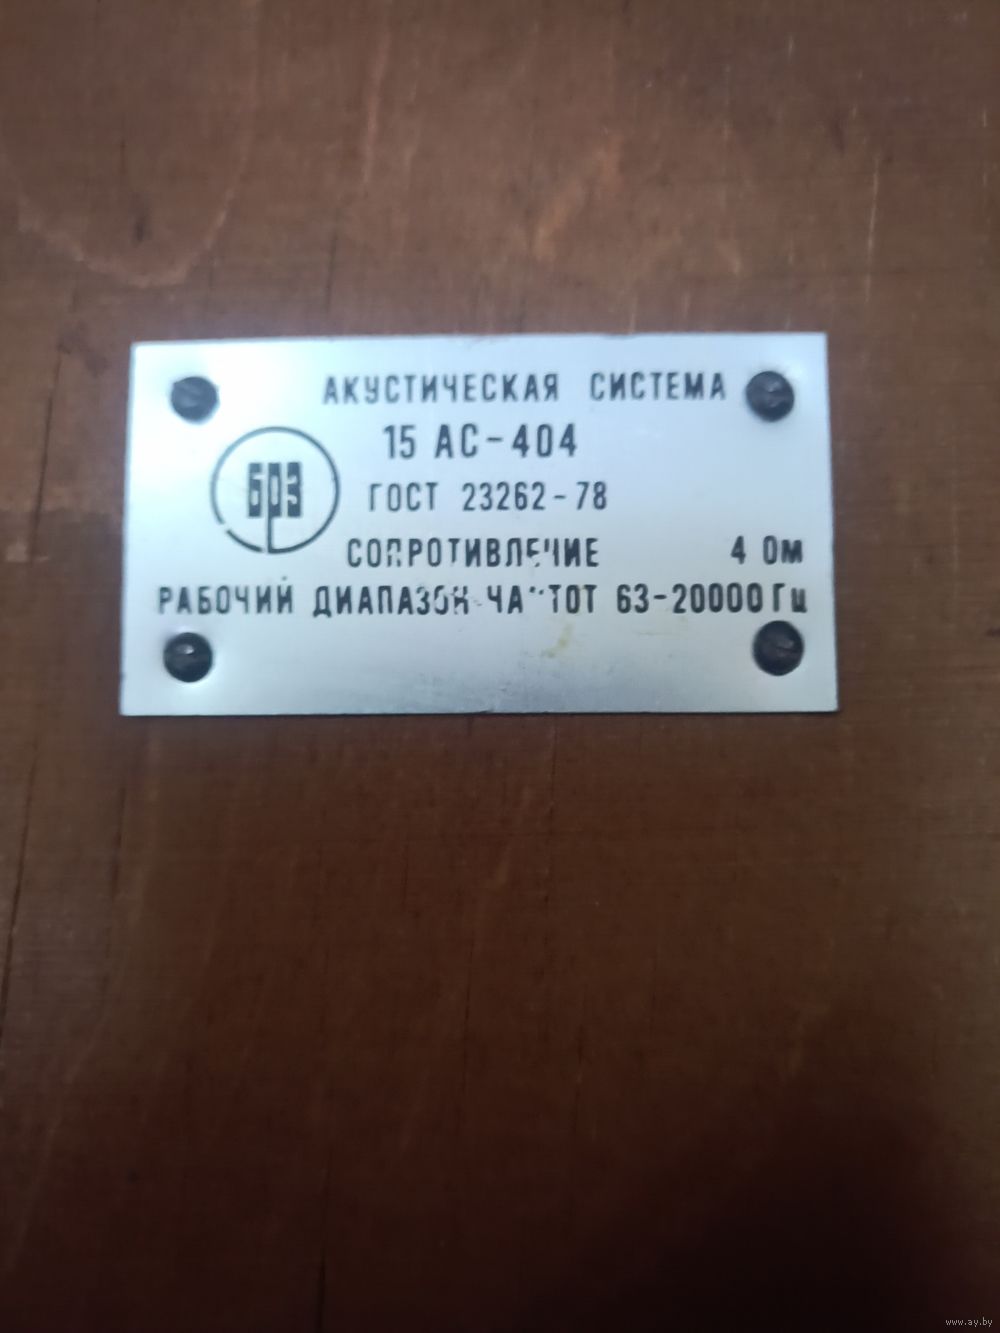 АКУСТИЧЕСКАЯ СИСТЕМА
15 АС-404
БРЗ
ГОСТ 23262-78
СОПРОТИВЛЕНИЕ 4 Ом
РАБОЧИЙ ДИАПАЗОН ЧАСТОТ 63-20000 Гц
www.ay.by